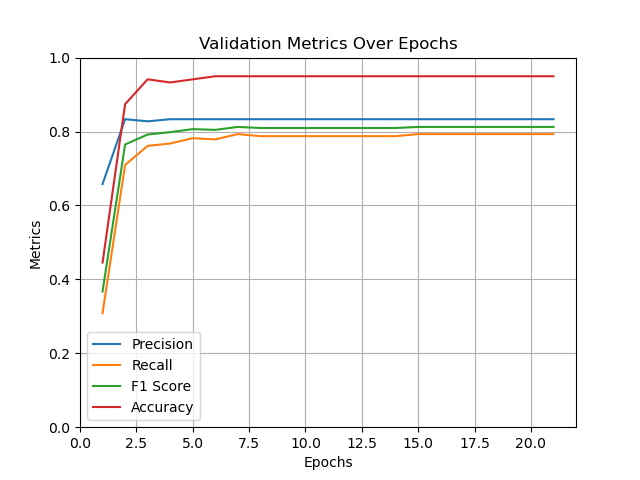 Validation Metrics Over Epochs
1.0
0.8
0.6
0.4
0.2
0.0
Metrics
Precision
Recall
F1 Score
Accuracy
0.0 2.5 5.0 7.5 10.0 12.5 15.0 17.5 20.0
Epochs